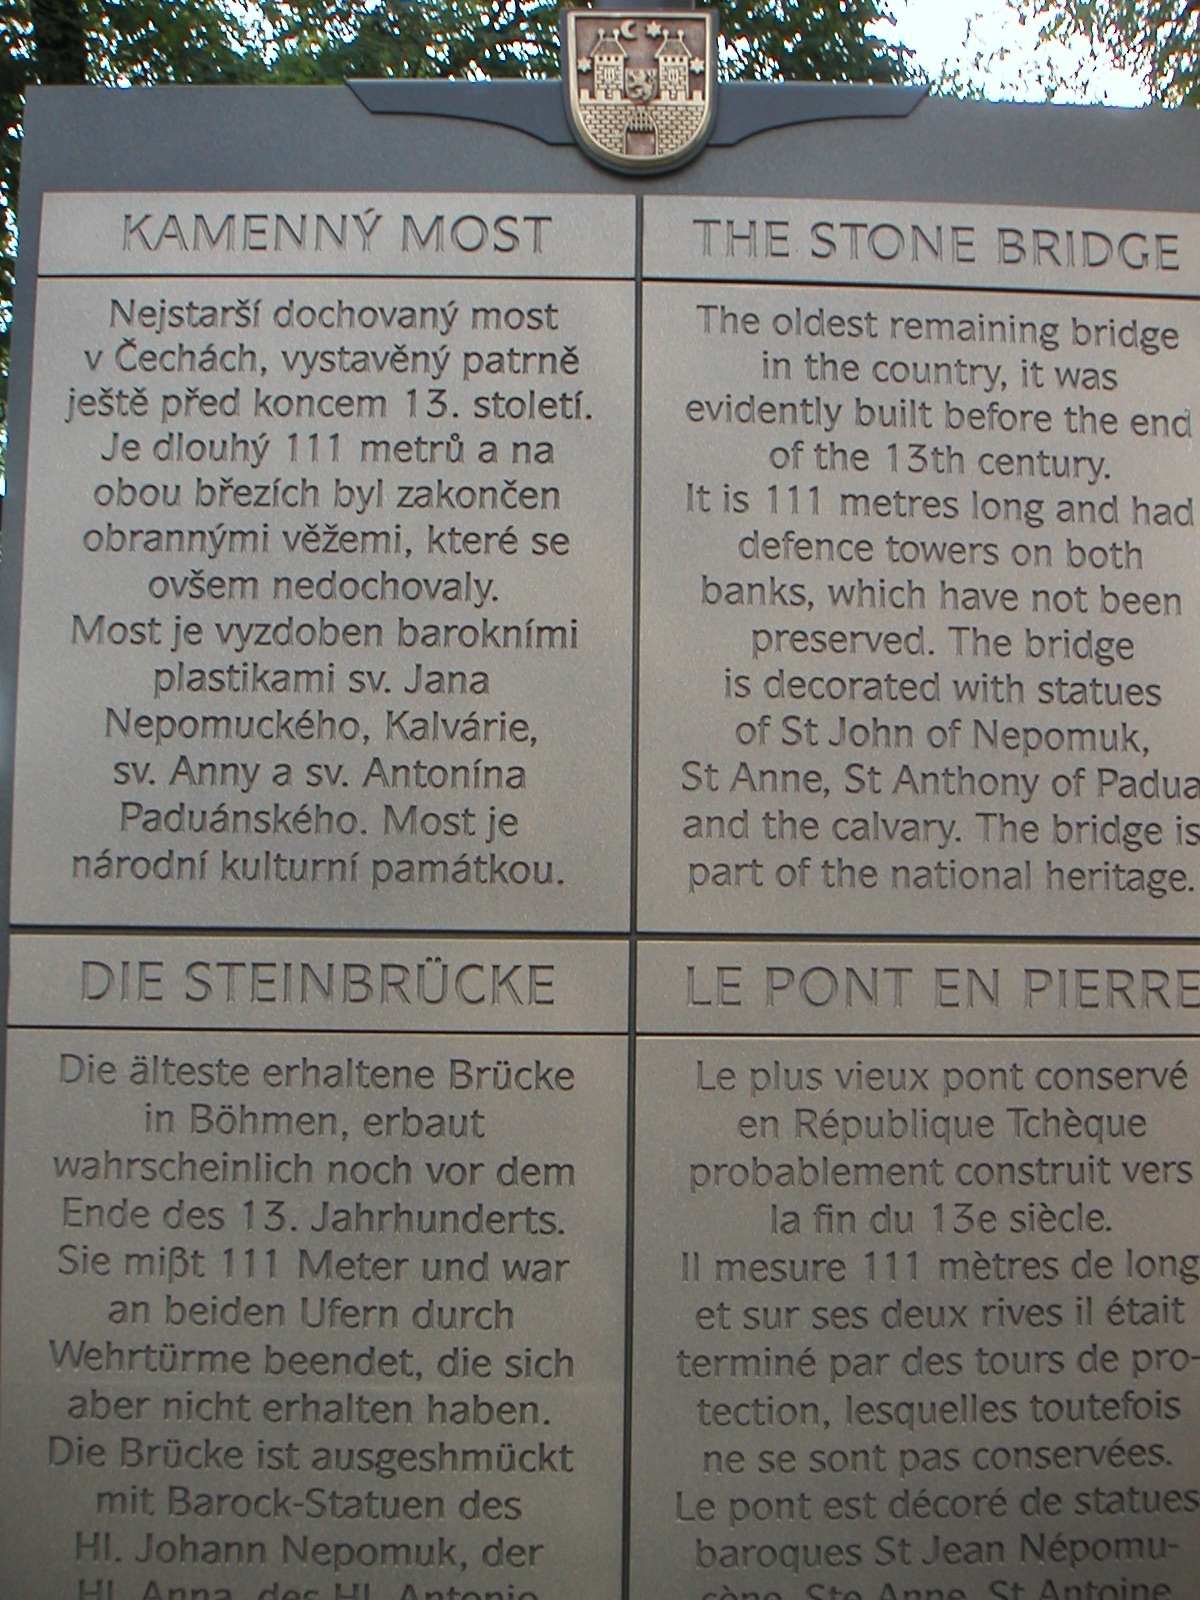 KAMENNÝ MOST
Nejstarší dochovaný most
v Čechách, vystavěný patrně
ještě před koncem 13. století.
Je dlouhý 111 metrů a na
obou březích byl zakončen
obrannými věžemi, které se
ovšem nedochovaly.
Most je vyzdoben barokními
plastikami sv. Jana
Nepomuckého, Kalvárie,
sv. Anny a sv. Antonína
Paduánského. Most je
národní kulturní památkou.
THE STONE BRIDGE
The oldest remaining bridge
in the country, it was
evidently built before the end
of the 13th century.
It is 111 metres long and had
defence towers on both
banks, which have not been
preserved. The bridge
is decorated with statues
of St John of Nepomuk,
St Anne, St Anthony of Padua
and the calvary. The bridge is
part of the national heritage.
DIE STEINBRÜCKE
Die älteste erhaltene Brücke
in Böhmen, erbaut
wahrscheinlich noch vor dem
Ende des 13. Jahrhunderts.
Sie mißt 111 Meter und war
an beiden Ufern durch
Wehrtürme beendet, die sich
aber nicht erhalten haben.
Die Brücke ist ausgeshmückt
mit Barock-Statuen des
Hl. Johann Nepomuk, der
Hl. Anna, des Hl. Antonio
LE PONT EN PIERRE
Le plus vieux pont conservé
en République Tchèque
probablement construit vers
la fin du 13e siècle.
Il mesure 111 mètres de long
et sur ses deux rives il était
terminé par des tours de pro-
tection, lesquelles toutefois
ne se sont pas conservées.
Le pont est décoré de statues
baroques St Jean Népomu-
cène, Ste Anne, St Antoine